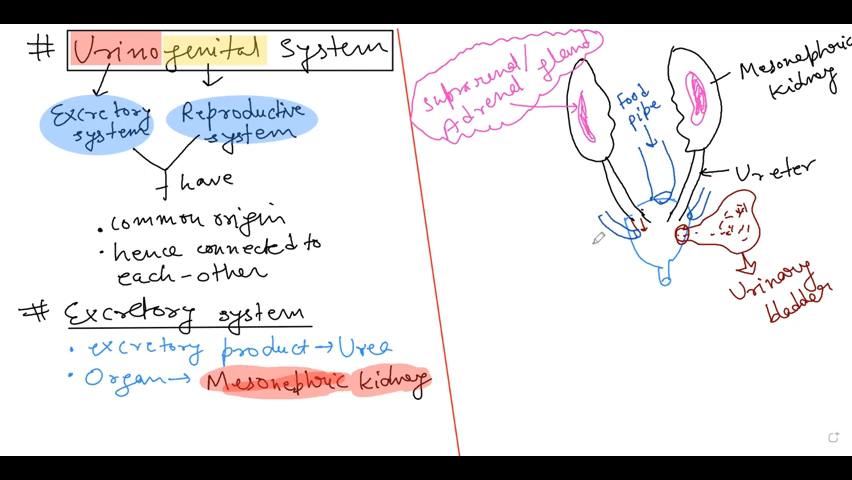 # Urinogenital System
Excretory
system
Reproductive
system
have
• common origin
• hence connected to
each-other
# Excretory system
• excretory product → Urea
• Organ → Mesonephric kidney
suprarenal/
Adrenal gland
Food
pipe
Mesonephric
kidney
Ureter
Urinary
bladder